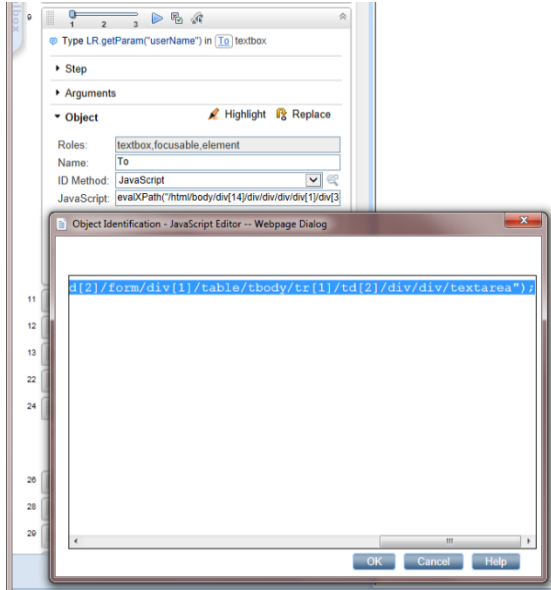 9
1 2 3
Type LR.getParam("userName") in To textbox
Step
Arguments
Object Highlight Replace
Roles: textbox,focusable,element
Name: To
ID Method: JavaScript
JavaScript: evalXPath("/html/body/div[14]/div/div/div/div[1]/div[3
Object Identification - JavaScript Editor -- Webpage Dialog
d[2]/form/div[1]/table/tbody/tr[1]/td[2]/div/div/textarea");
11
12
13
22
24
26
28
29
OK Cancel Help